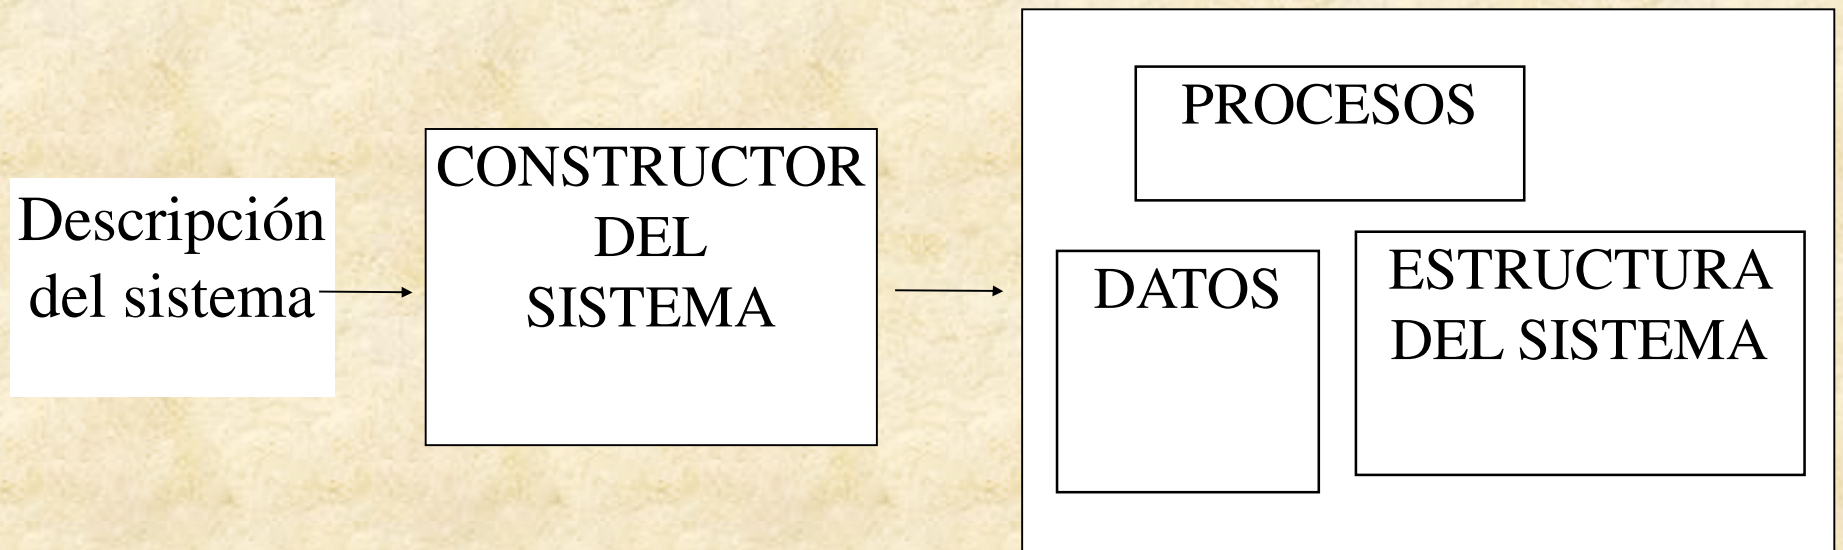 Descripción
del sistema
CONSTRUCTOR
DEL
SISTEMA
PROCESOS
DATOS
ESTRUCTURA
DEL SISTEMA